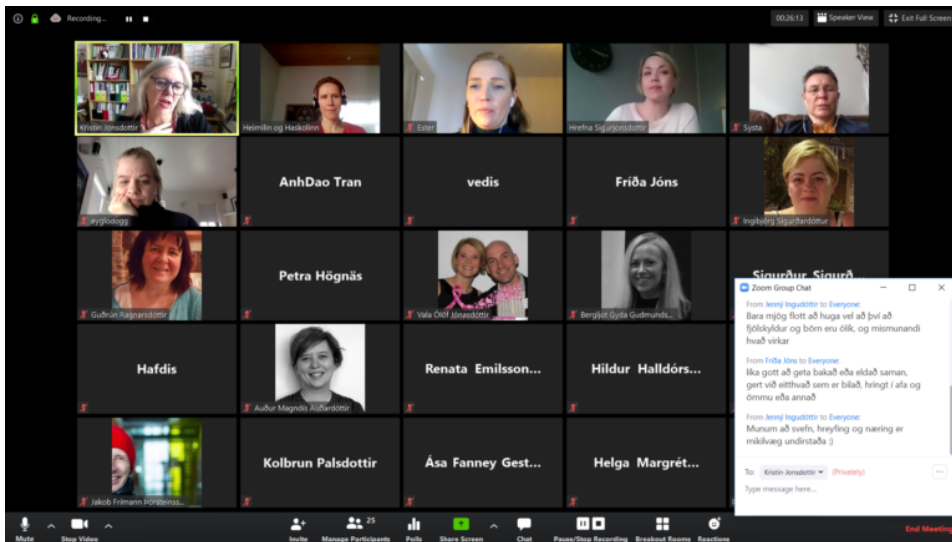 Recording...
00:26:13
Speaker View
Exit Full Screen
Kristín Jónsdóttir
Heimilin og Haskolinn
Ester
Hrefna Sigurjonsdottir
Systa
eyglodogg
AnhDao Tran
vedis
Fríða Jóns
Ingibjörg Sigurðardóttur
Guðrún Ragnarsdóttir
Petra Högnäs
Vala Ólöf Jónasdóttir
Bergljot Gyda Gudmunds...
Sigurður Sigurð...
Hafdis
Auður Magndís Auðardóttir
Renata Emilsson...
Hildur Halldórs...
Jakob Frímann Þorsteinss...
Kolbrun Palsdottir
Ása Fanney Gest...
Helga Margrét...
Zoom Group Chat
From Jenný Ingudóttir to Everyone:
Bara mjög flott að huga vel að því að
fjölskyldur og börn eru ólík, og mismunandi
hvað virkar
From Fríða Jóns to Everyone:
líka gott að geta bakað eða eldað saman,
gert við eitthvað sem er bilað, hringt í afa og
ömmu eða annað
From Jenný Ingudóttir to Everyone:
Munum að svefn, hreyfing og næring er
mikilvæg undirstaða :)
To: Kristín Jónsdóttir (Privately)
Type message here...
Mute
Stop Video
Invite
Manage Participants
25
Polls
Share Screen
Chat
Pause/Stop Recording
Breakout Rooms
Reactions
End Meeting